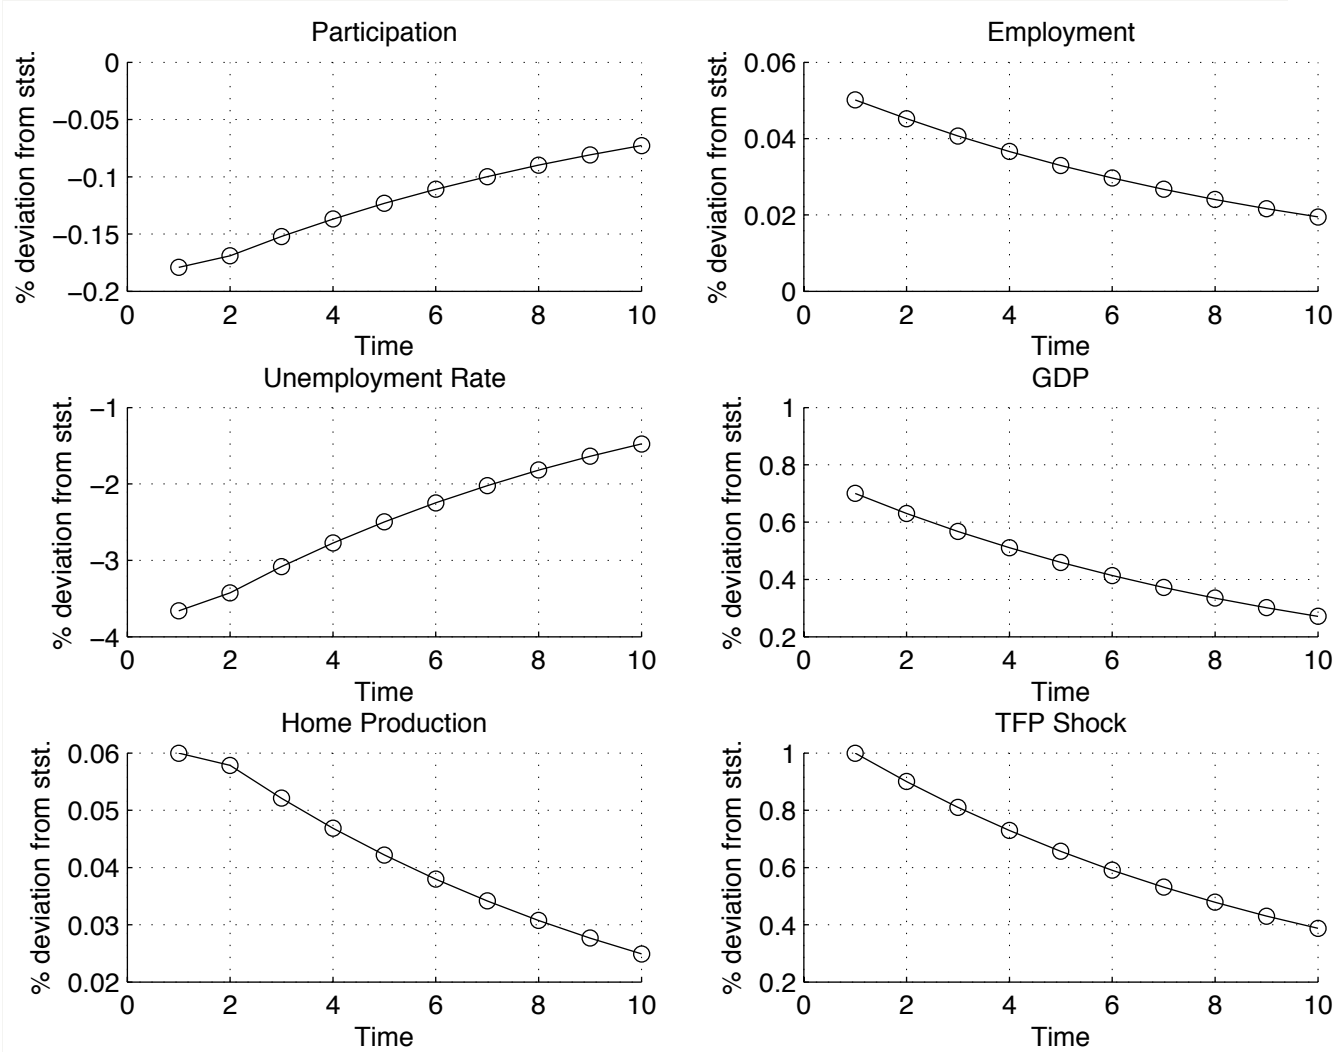 Participation
% deviation from stst.
0
−0.05
−0.1
−0.15
−0.2
0 2 4 6 8 10
Time
Employment
% deviation from stst.
0.06
0.04
0.02
0
0 2 4 6 8 10
Time
Unemployment Rate
% deviation from stst.
−1
−2
−3
−4
0 2 4 6 8 10
Time
GDP
% deviation from stst.
1
0.8
0.6
0.4
0.2
0 2 4 6 8 10
Time
Home Production
% deviation from stst.
0.06
0.05
0.04
0.03
0.02
0 2 4 6 8 10
Time
TFP Shock
% deviation from stst.
1
0.8
0.6
0.4
0.2
0 2 4 6 8 10
Time